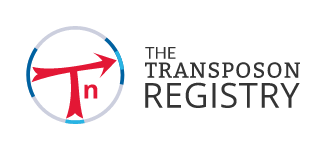 Tn
THE
TRANSPOSON
REGISTRY